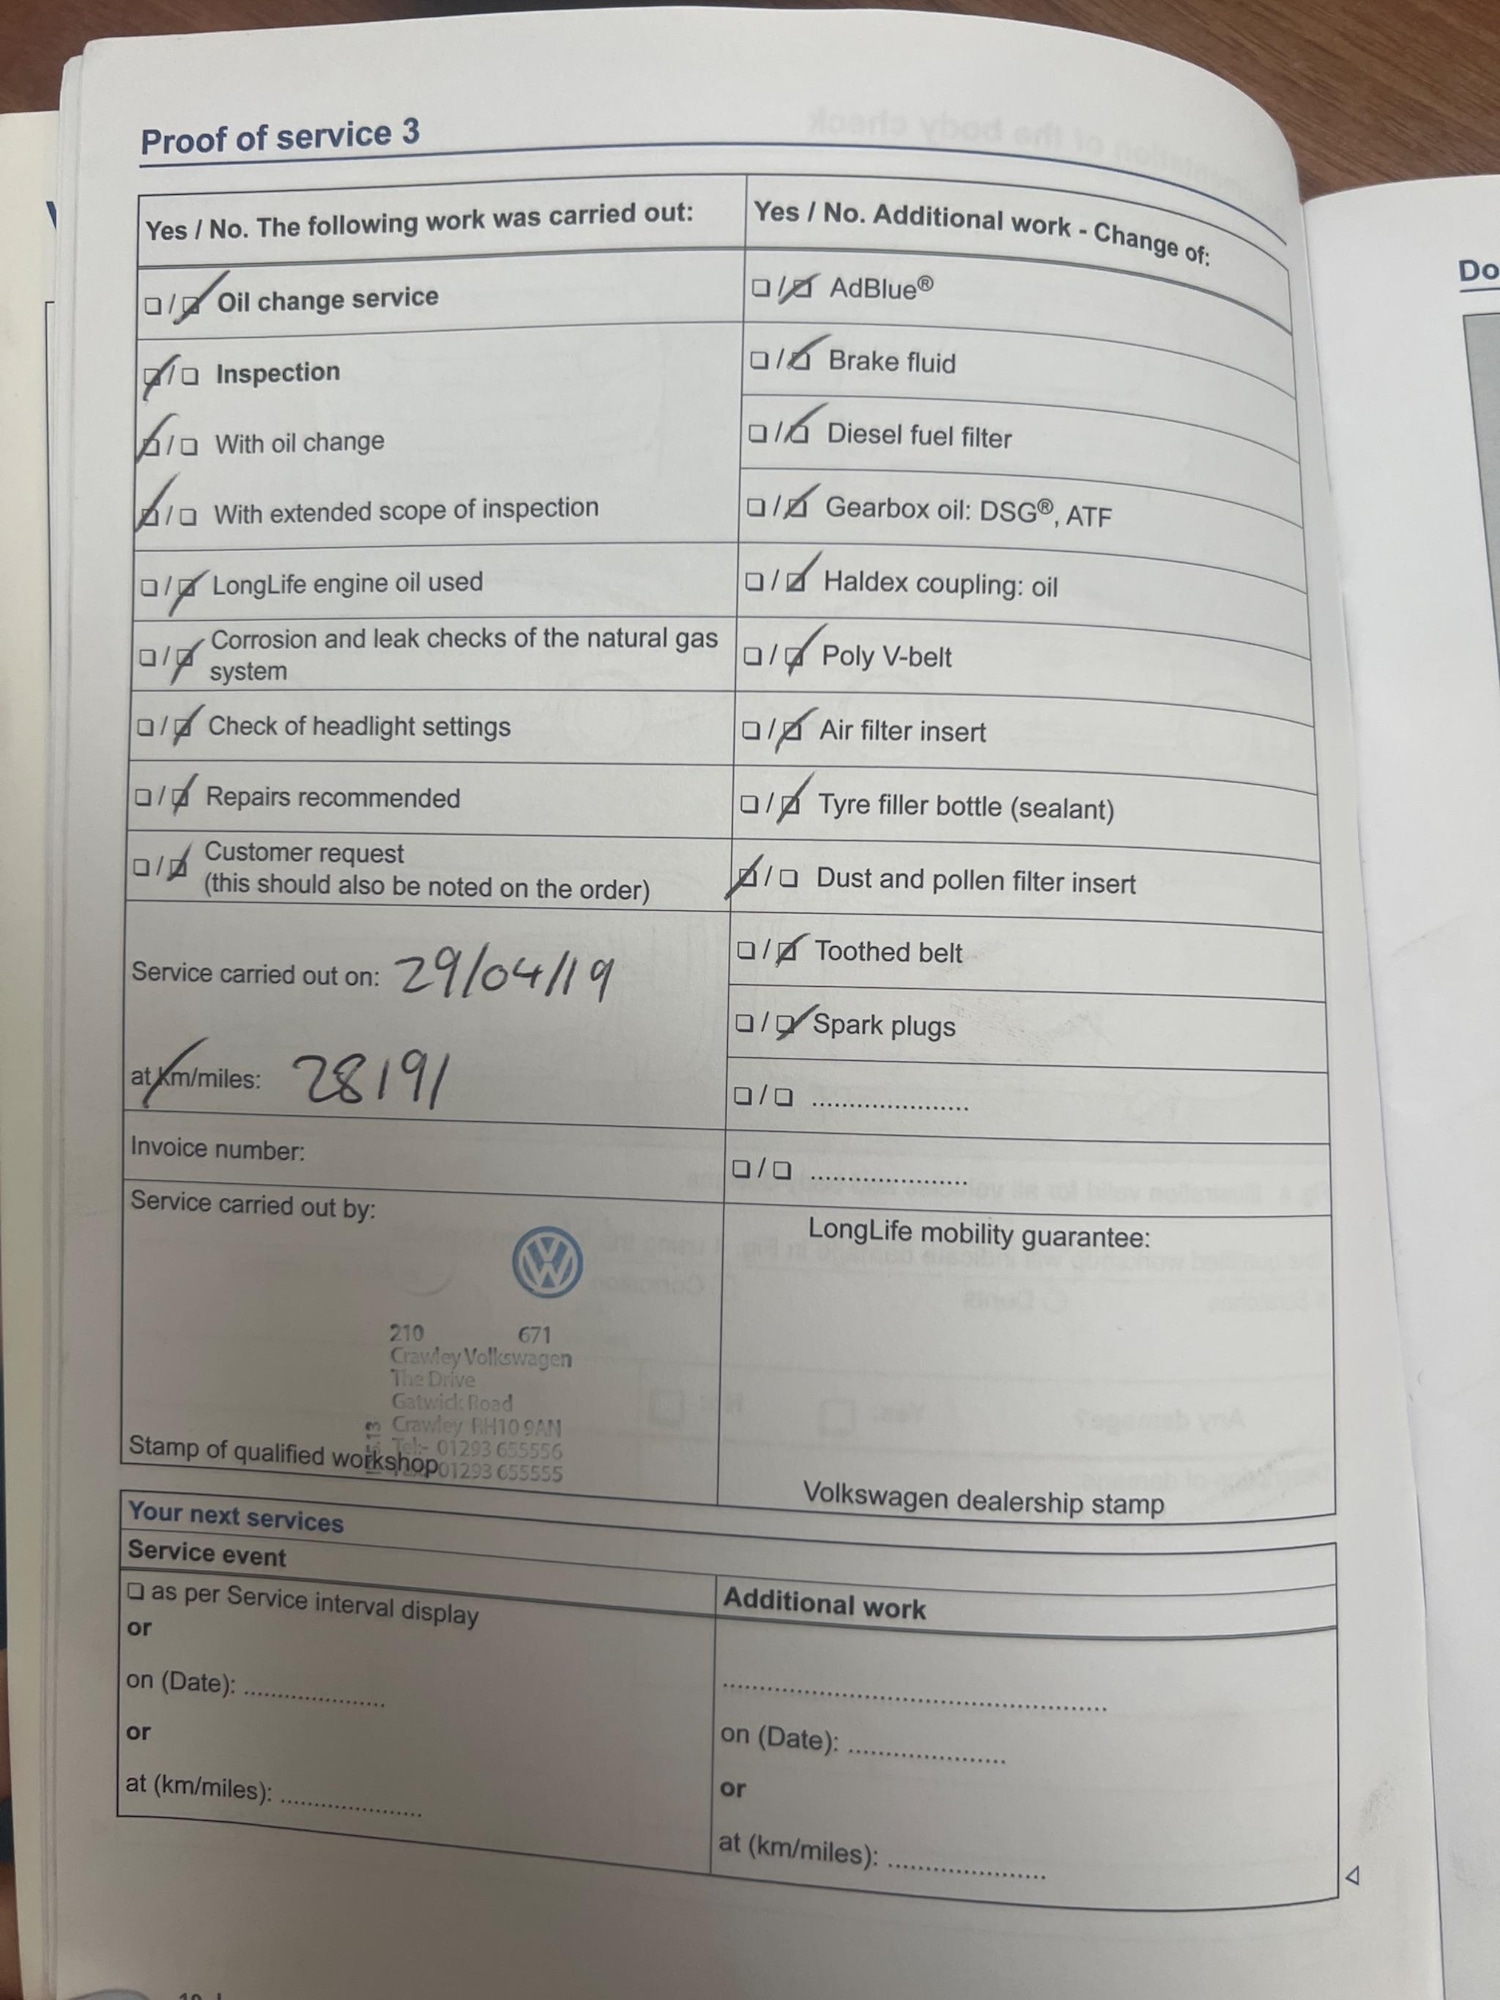 Proof of service 3
Yes / No. The following work was carried out:
❑ / ❑ Oil change service
❑ / ❑ Inspection
❑ / ❑ With oil change
❑ / ❑ With extended scope of inspection
❑ / ❑ LongLife engine oil used
❑ / ❑ Corrosion and leak checks of the natural gas
system
❑ / ❑ Check of headlight settings
❑ / ❑ Repairs recommended
❑ / ❑ Customer request
(this should also be noted on the order)
Service carried out on: 29/04/19
at km/miles: 28191
Invoice number:
Service carried out by:
210 671
Crawley Volkswagen
The Drive
Gatwick Road
Crawley RH10 9AN
Tel:- 01293 655556
01293 655555
Stamp of qualified workshop
Yes / No. Additional work - Change of:
❑ / ❑ AdBlue®
❑ / ❑ Brake fluid
❑ / ❑ Diesel fuel filter
❑ / ❑ Gearbox oil: DSG®, ATF
❑ / ❑ Haldex coupling: oil
❑ / ❑ Poly V-belt
❑ / ❑ Air filter insert
❑ / ❑ Tyre filler bottle (sealant)
❑ / ❑ Dust and pollen filter insert
❑ / ❑ Toothed belt
❑ / ❑ Spark plugs
❑ / ❑ ......................
❑ / ❑ ......................
LongLife mobility guarantee:
Volkswagen dealership stamp
Your next services
Service event
❑ as per Service interval display
or
on (Date): ....................
or
at (km/miles): ....................
Additional work
......................................................
on (Date): ......................
or
at (km/miles): ......................
Do